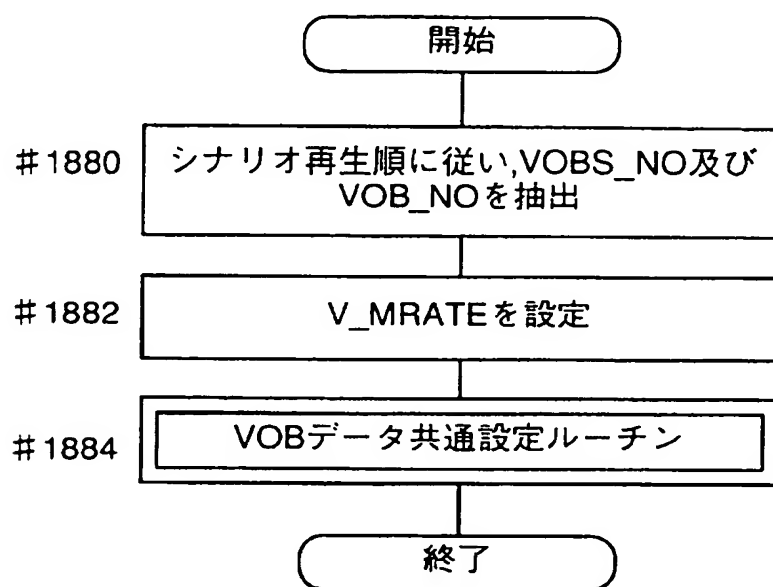 開始
#1880
シナリオ再生順に従い,VOBS_NO及び
VOB_NOを抽出
#1882
V_MRATEを設定
#1884
VOBデータ共通設定ルーチン
終了